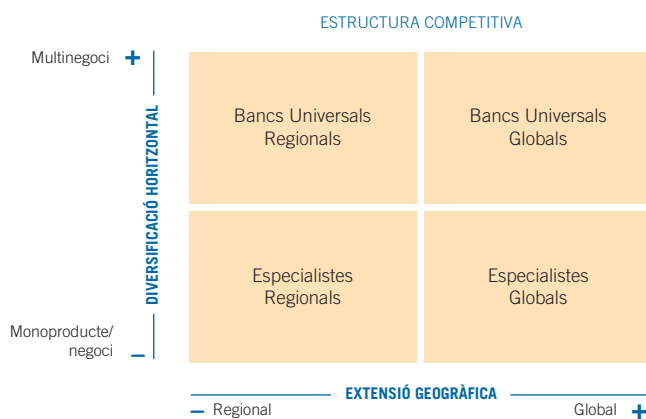 ESTRUCTURA COMPETITIVA
Multinegoci +
Bancs Universals
Regionals
Bancs Universals
Globals
DIVERSIFICACIÓ HORITZONTAL
Especialistes
Regionals
Especialistes
Globals
Monoproducte/
negoci –
EXTENSIÓ GEOGRÀFICA
– Regional
Global +